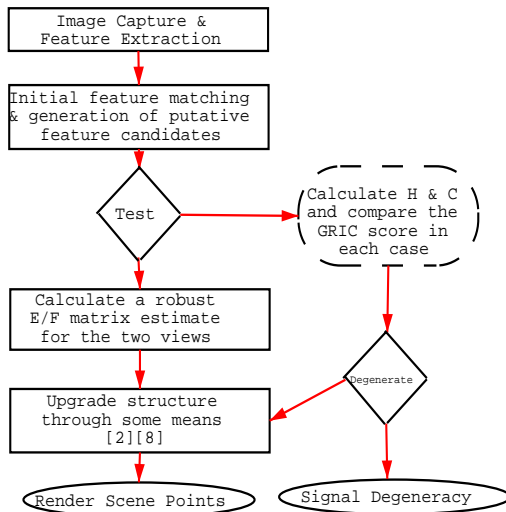 Image Capture &
Feature Extraction
Initial feature matching
& generation of putative
feature candidates
Test
Calculate H & C
and compare the
GRIC score in
each case
Calculate a robust
E/F matrix estimate
for the two views
Degenerate
Upgrade structure
through some means
[2][8]
Render Scene Points
Signal Degeneracy